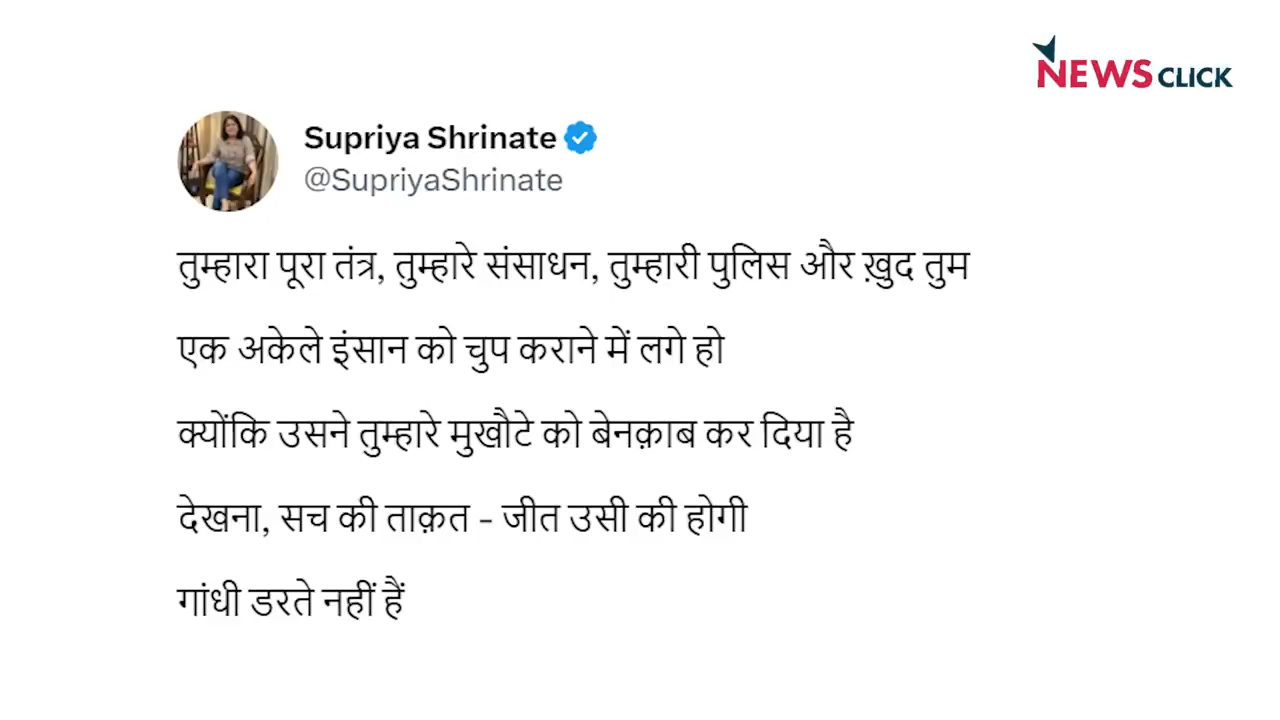 NEWSCLICK
Supriya Shrinate
@SupriyaShrinate
तुम्हारा पूरा तंत्र, तुम्हारे संसाधन, तुम्हारी पुलिस और ख़ुद तुम
एक अकेले इंसान को चुप कराने में लगे हो
क्योंकि उसने तुम्हारे मुखौटे को बेनक़ाब कर दिया है
देखना, सच की ताक़त - जीत उसी की होगी
गांधी डरते नहीं हैं